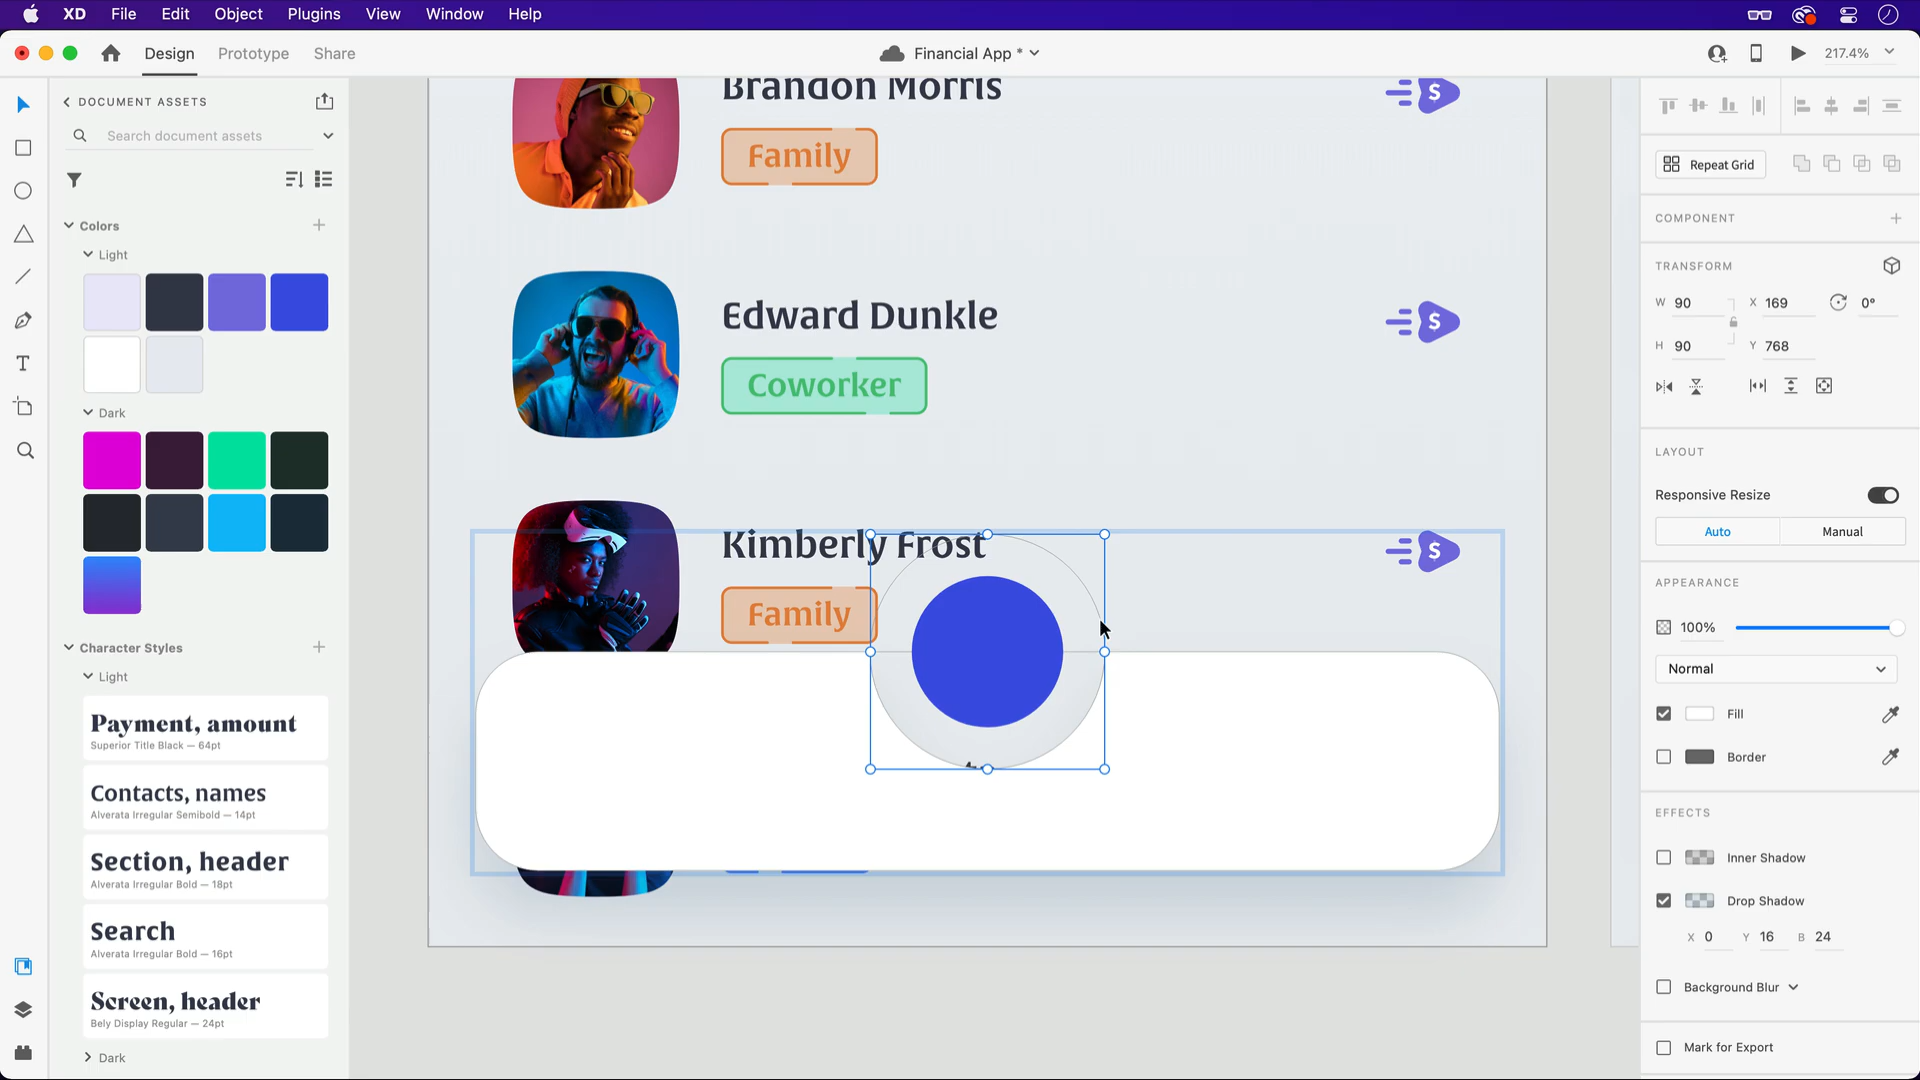 XD File Edit Object Plugins View Window Help
Design Prototype Share
Financial App *
217.4%
DOCUMENT ASSETS
Search document assets
Colors
Light
Dark
Character Styles
Light
Payment, amount
Superior Title Black — 64pt
Contacts, names
Alverata Irregular Semibold — 14pt
Section, header
Alverata Irregular Bold — 18pt
Search
Alverata Irregular Bold — 16pt
Screen, header
Bely Display Regular — 24pt
Dark
Brandon Morris
$
Family
Edward Dunkle
$
Coworker
Kimberly Frost
$
Family
Repeat Grid
COMPONENT
TRANSFORM
W 90 X 169 0°
H 90 Y 768
LAYOUT
Responsive Resize
Auto Manual
APPEARANCE
100%
Normal
Fill
Border
EFFECTS
Inner Shadow
Drop Shadow
X 0 Y 16 B 24
Background Blur
Mark for Export